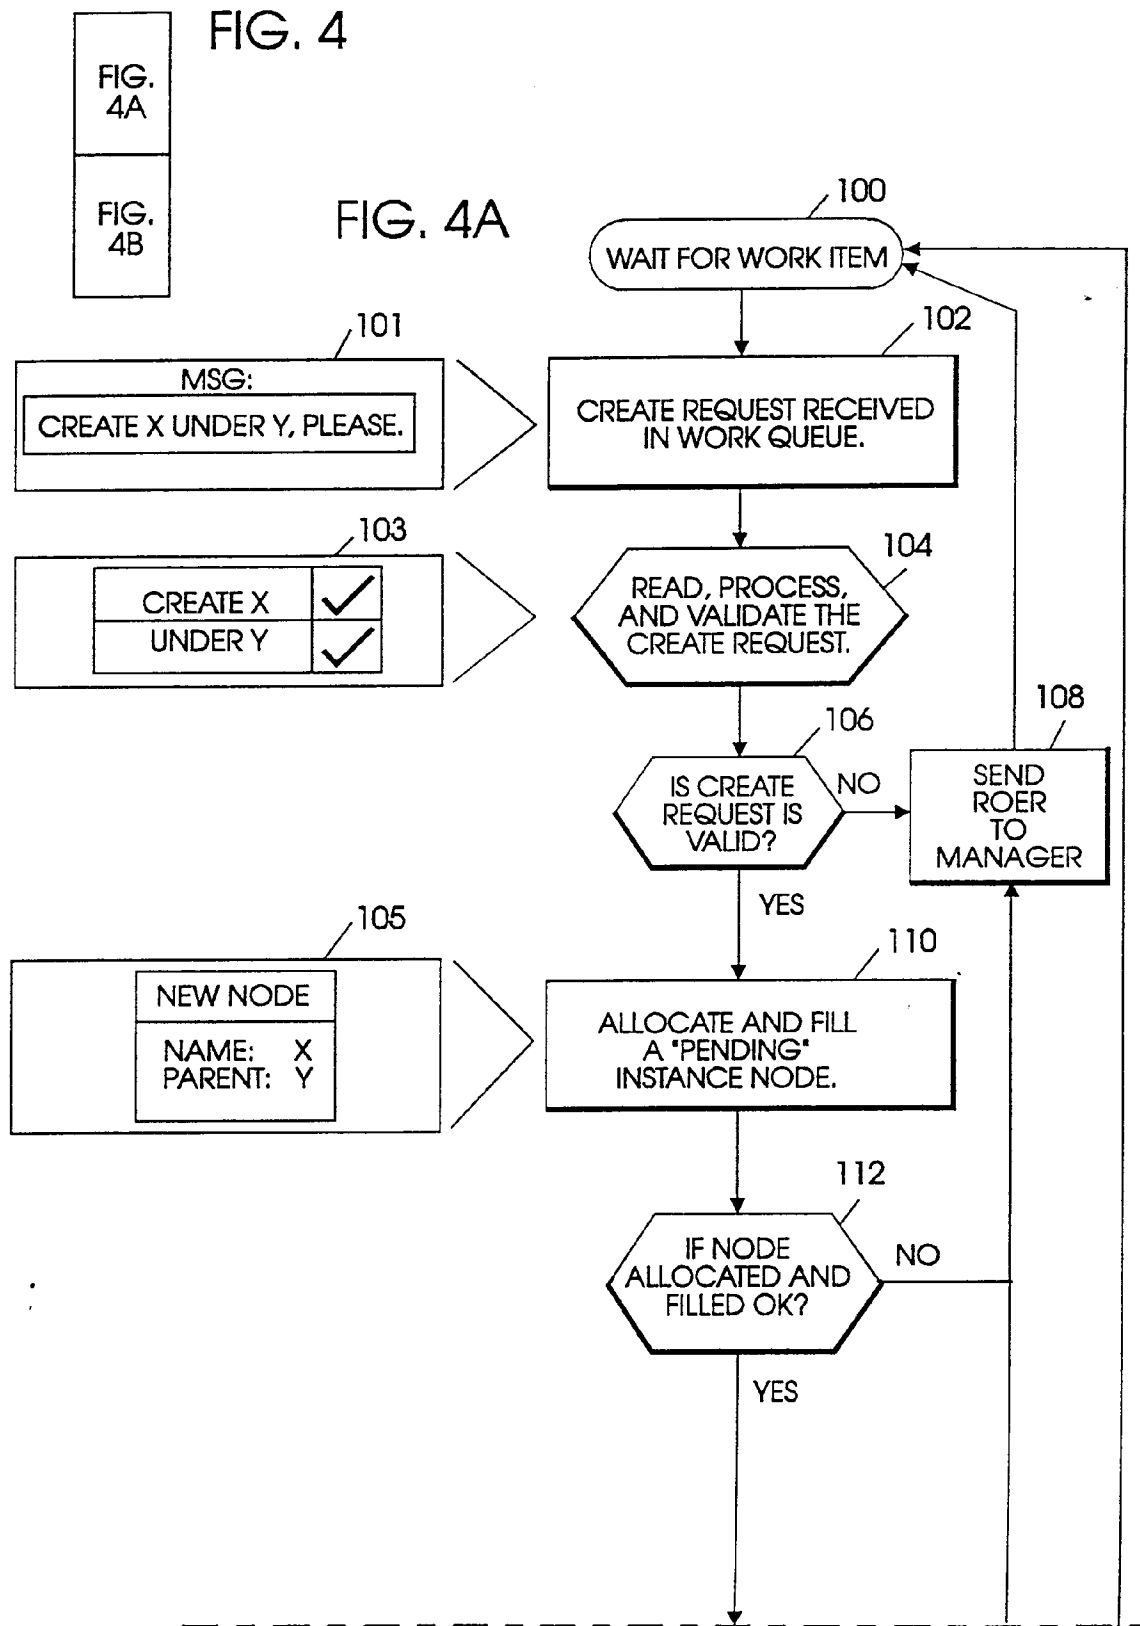 FIG. 4
FIG.
4A
FIG.
4B
FIG. 4A
100
WAIT FOR WORK ITEM
101
MSG:
CREATE X UNDER Y, PLEASE.
102
CREATE REQUEST RECEIVED
IN WORK QUEUE.
103
CREATE X
UNDER Y
104
READ, PROCESS,
AND VALIDATE THE
CREATE REQUEST.
106
IS CREATE
REQUEST IS
VALID?
NO
108
SEND
ROER
TO
MANAGER
YES
105
NEW NODE
NAME: X
PARENT: Y
110
ALLOCATE AND FILL
A "PENDING"
INSTANCE NODE.
112
IF NODE
ALLOCATED AND
FILLED OK?
NO
YES